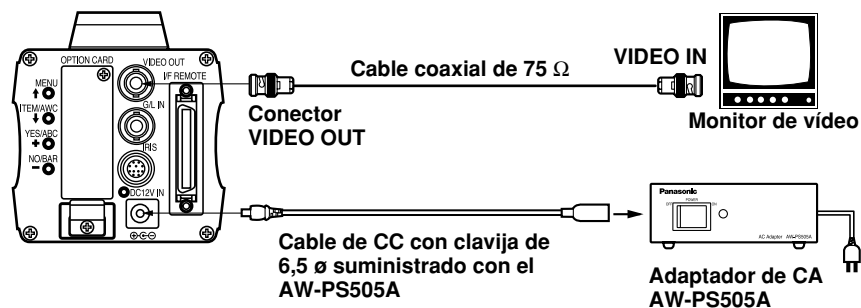 OPTION CARD
VIDEO OUT
I/F REMOTE
MENU
ITEM/AWC
YES/ABC
NO/BAR
G/L IN
IRIS
DC12V IN
Conector
VIDEO OUT
Cable coaxial de 75 Ω
VIDEO IN
Monitor de vídeo
Cable de CC con clavija de
6,5 ø suministrado con el
AW-PS505A
Panasonic
POWER
OFF
ON
AC Adapter AW-PS505A
Adaptador de CA
AW-PS505A